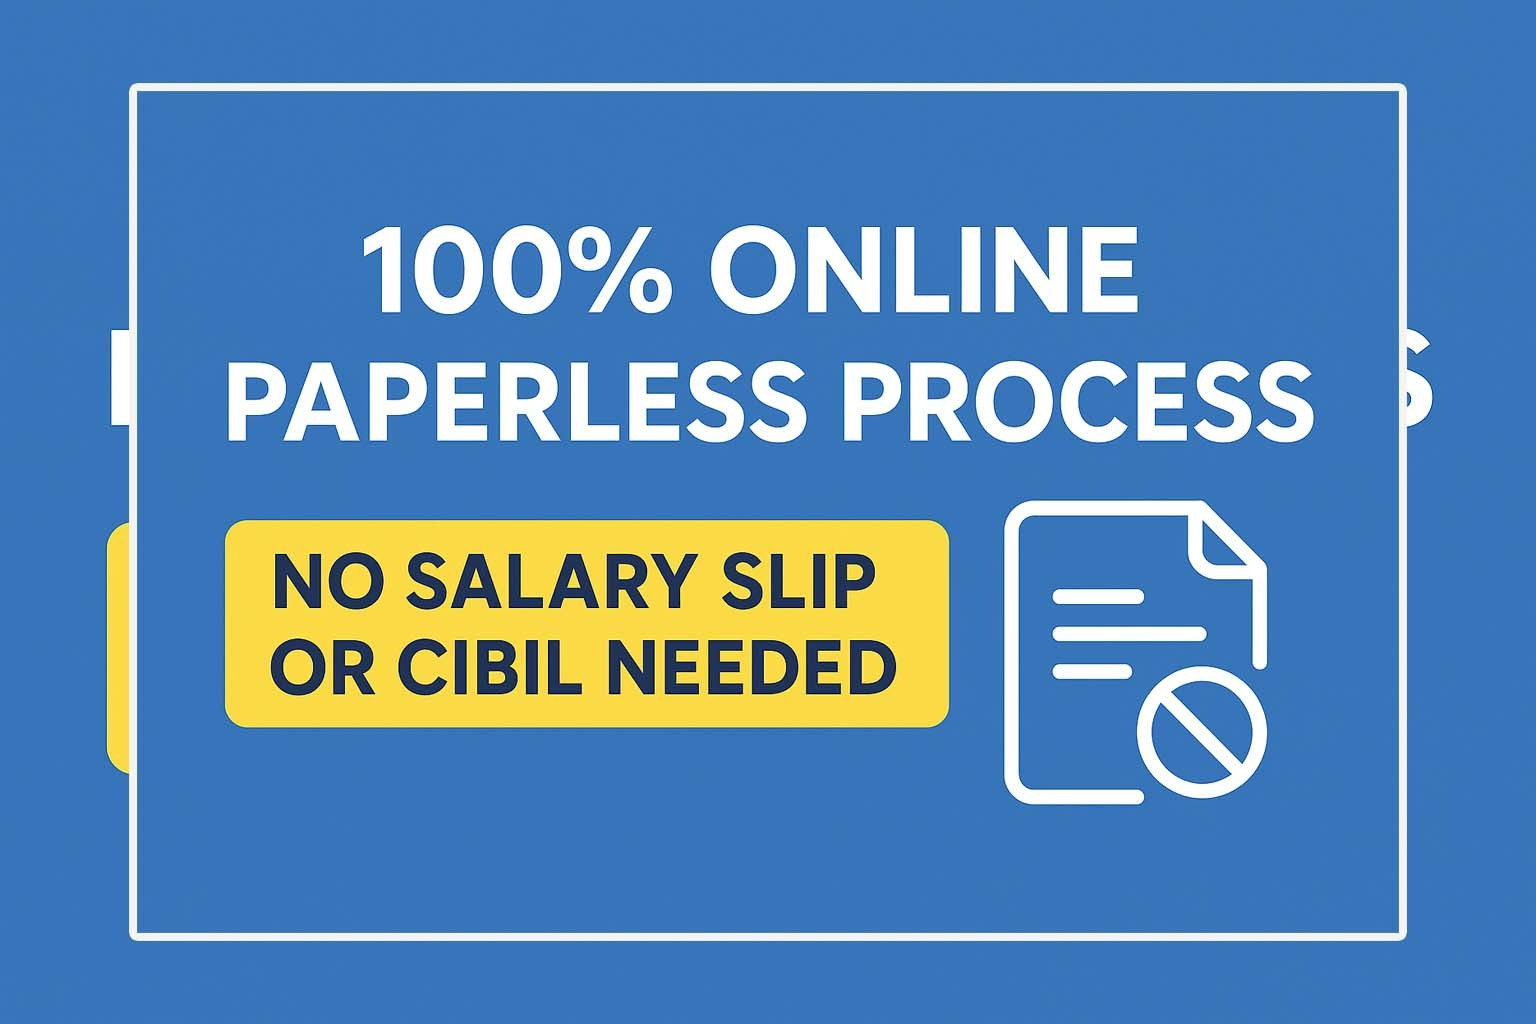 100% ONLINE
PAPERLESS PROCESS
NO SALARY SLIP
OR CIBIL NEEDED